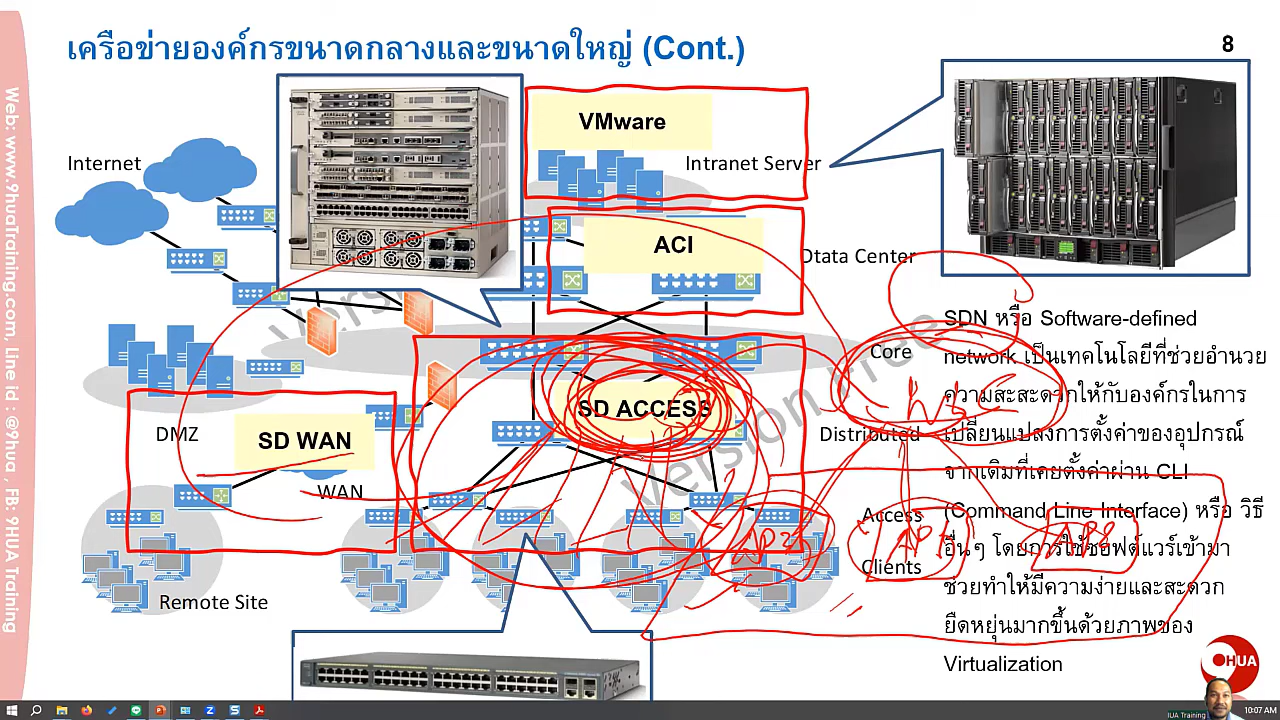 เครือข่ายองค์กรขนาดกลางและขนาดใหญ่ (Cont.)
8
Web: www.9huaTraining.com, Line id : @9hua , FB: 9HUA Training
Internet
VMware
Intranet Server
ACI
Dtata Center
Core
SD ACCESS
Distributed
DMZ
SD WAN
WAN
Access
Clients
Remote Site
Version Free
SDN หรือ Software-defined
network เป็นเทคโนโลยีที่ช่วยอำนวย
ความสะดวกให้กับองค์กรในการ
เปลี่ยนแปลงการตั้งค่าของอุปกรณ์
จากเดิมที่เคยตั้งค่าผ่าน CLI
(Command Line Interface) หรือ วิธี
อื่นๆ โดยการใช้ซอฟต์แวร์เข้ามา
ช่วยทำให้มีความง่ายและสะดวก
ยืดหยุ่นมากขึ้นด้วยภาพของ
Virtualization
9HUA
IUA Training
10:07 AM